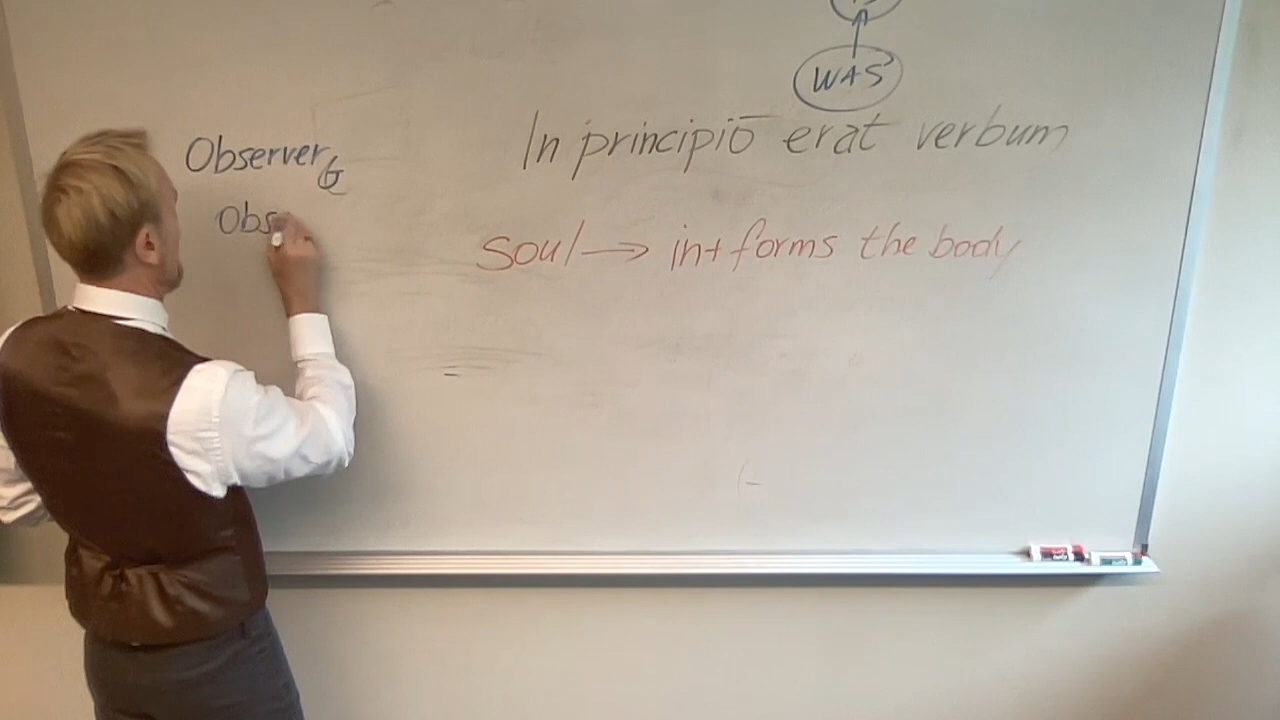 WAS
In principiō erat verbum
Observer &
Obs
soul → in+forms the body